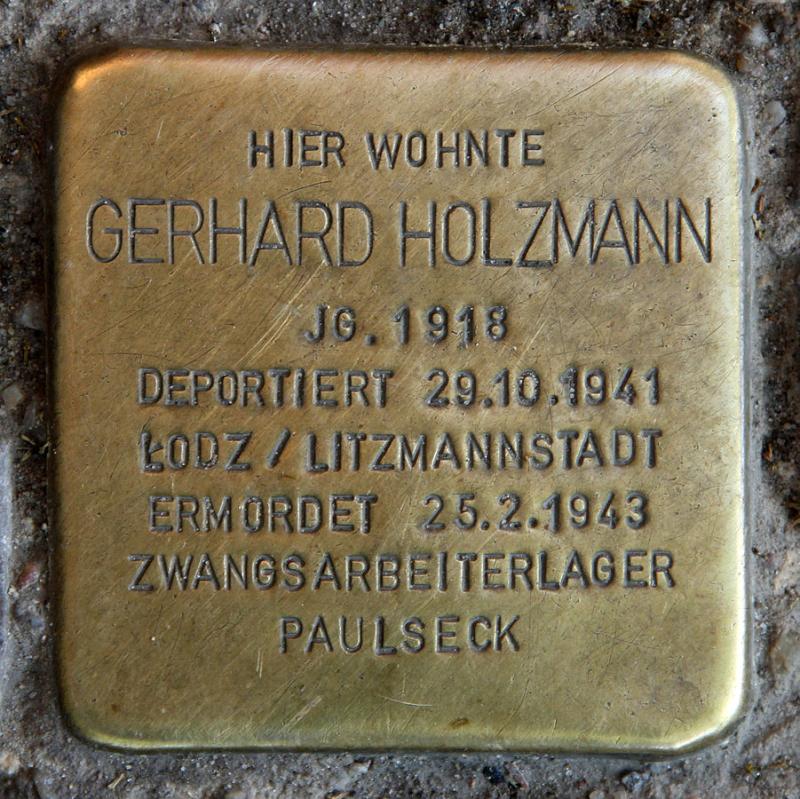 HIER WOHNTE
GERHARD HOLZMANN
JG. 1918
DEPORTIERT 29.10.1941
ŁODZ / LITZMANNSTADT
ERMORDET 25.2.1943
ZWANGSARBEITERLAGER
PAULSECK